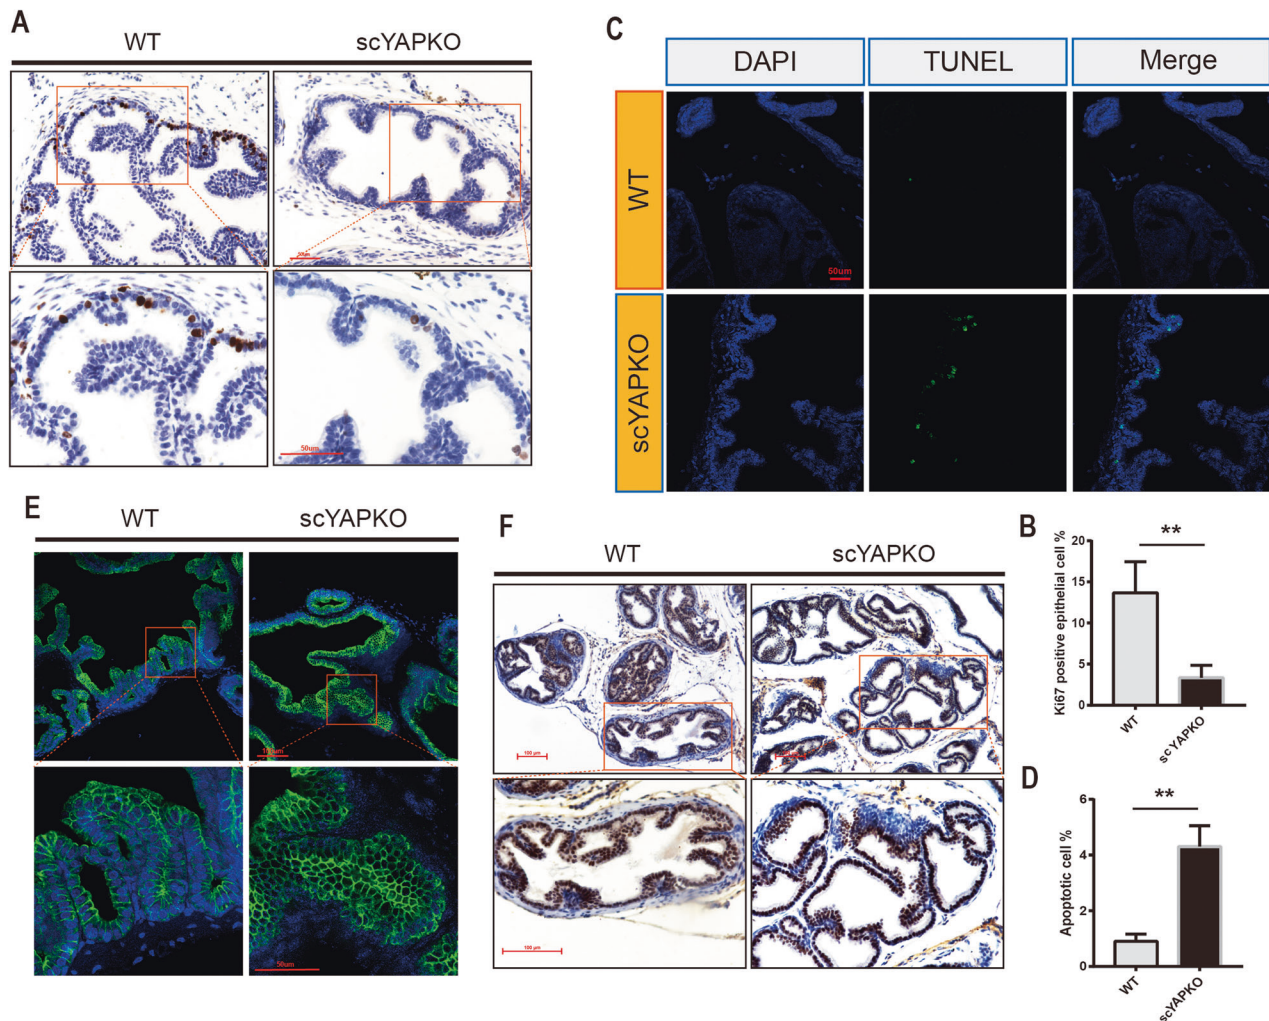 A
WT
scYAPKO
50um
50um
C
DAPI
TUNEL
Merge
WT
50um
scYAPKO
E
WT
scYAPKO
50um
F
WT
scYAPKO
100 µm
100 µm
B
Ki67 positive epithelial cell %
20
15
10
5
0
**
WT
scYAPKO
D
Apoptotic cell %
6
4
2
0
**
WT
scYAPKO